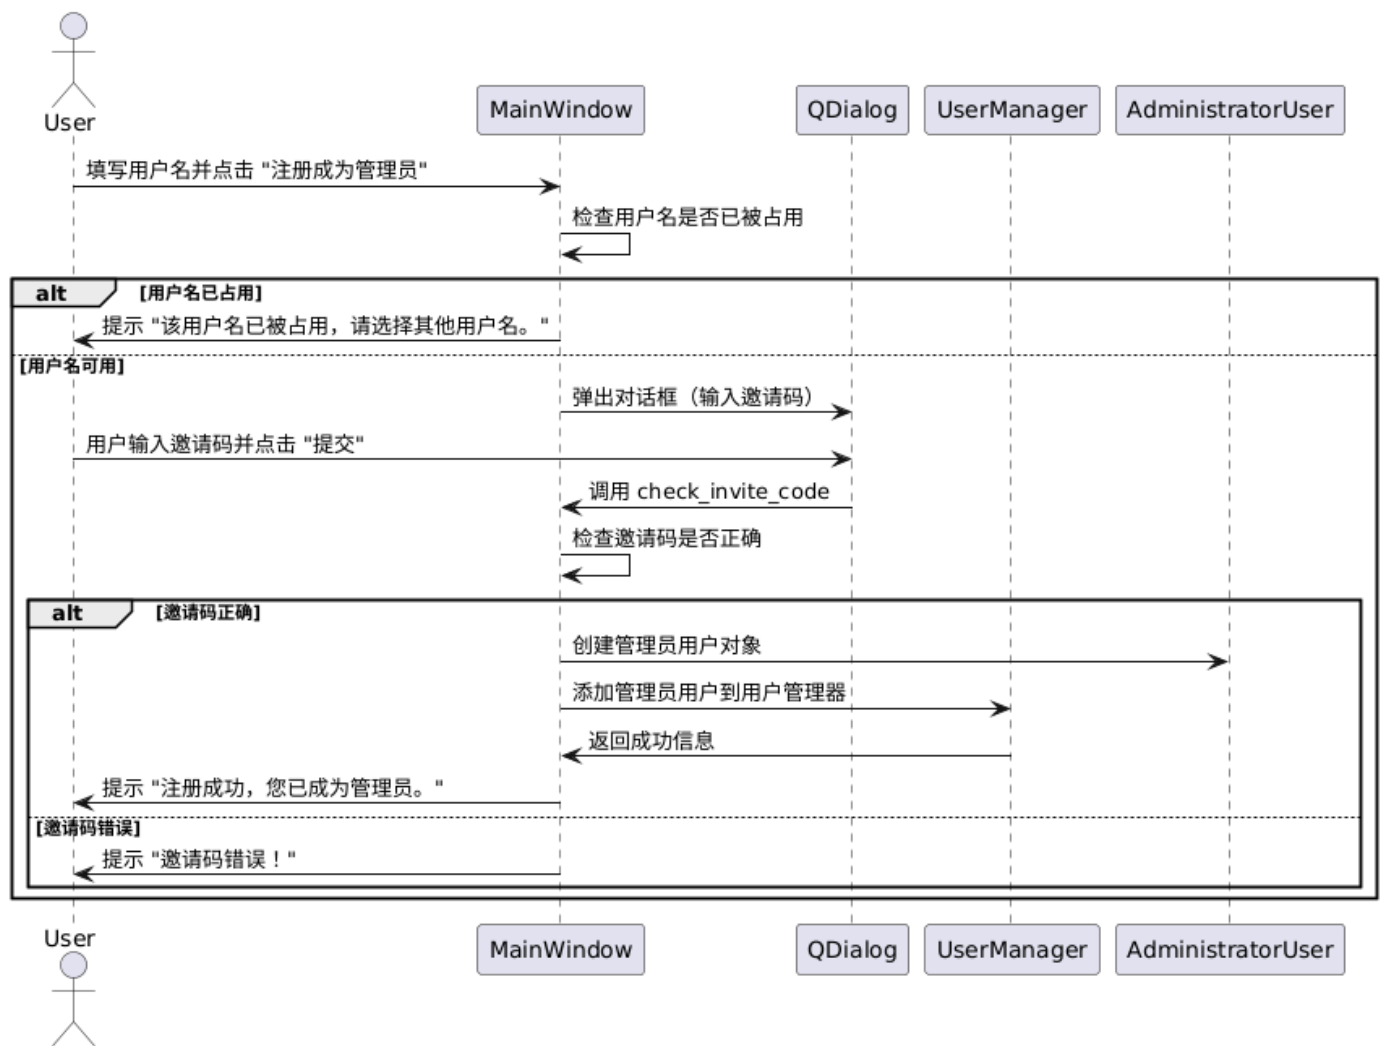 User
MainWindow
QDialog
UserManager
AdministratorUser
填写用户名并点击 "注册成为管理员"
检查用户名是否已被占用
alt
[用户名已占用]
提示 "该用户名已被占用，请选择其他用户名。"
[用户名可用]
弹出对话框（输入邀请码）
用户输入邀请码并点击 "提交"
调用 check_invite_code
检查邀请码是否正确
alt
[邀请码正确]
创建管理员用户对象
添加管理员用户到用户管理器
返回成功信息
提示 "注册成功，您已成为管理员。"
[邀请码错误]
提示 "邀请码错误！"
User
MainWindow
QDialog
UserManager
AdministratorUser